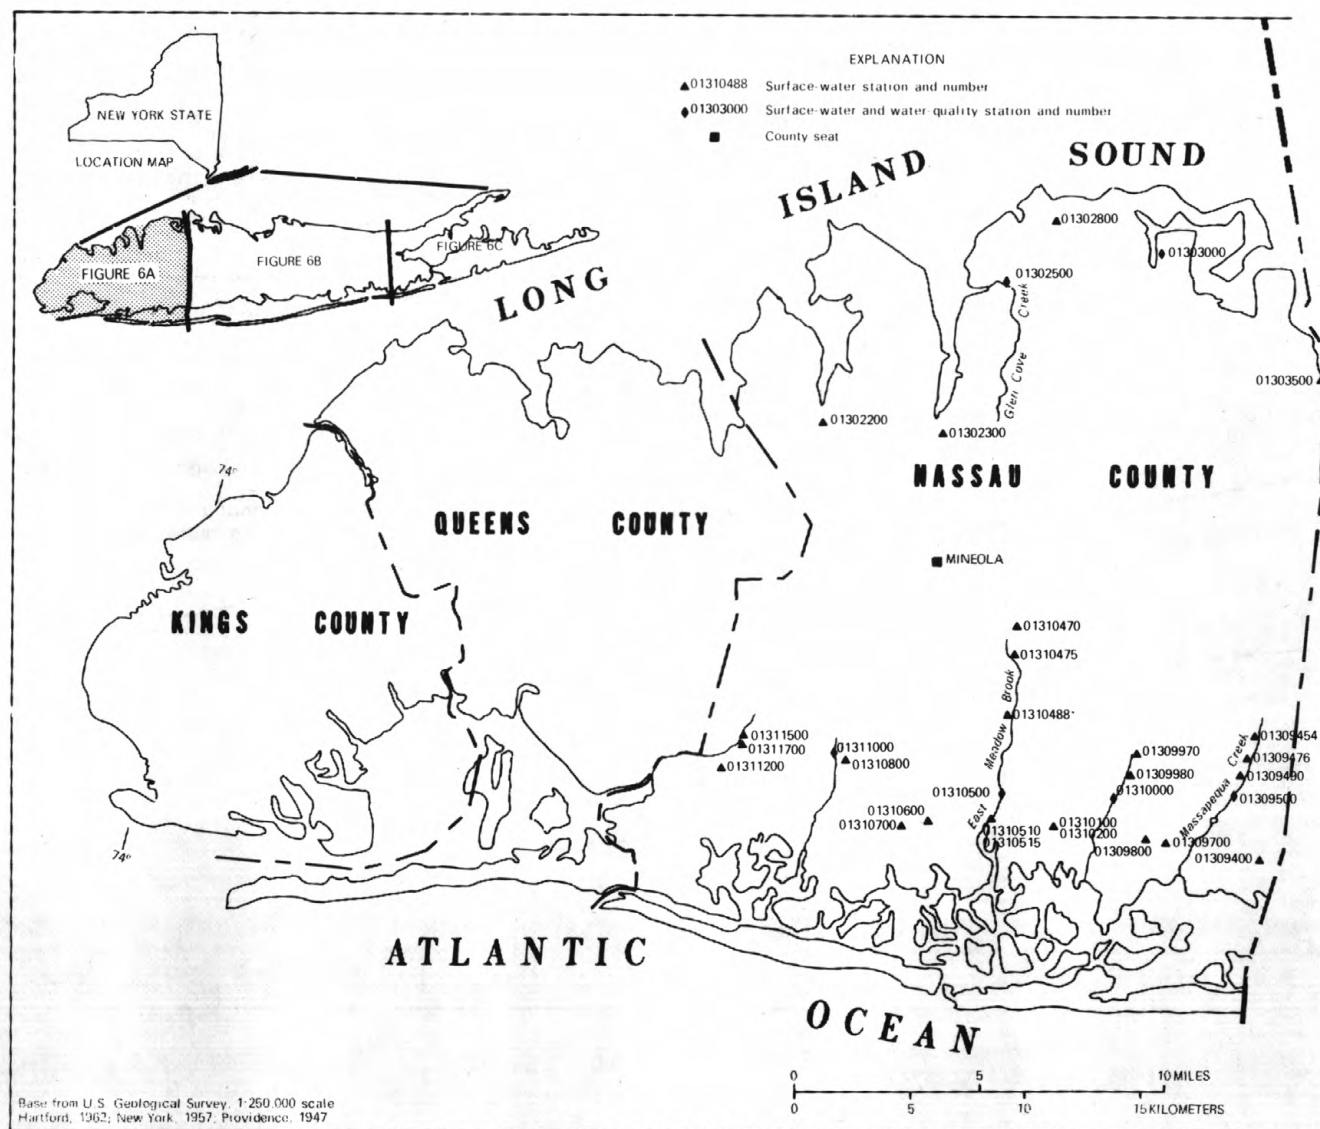 EXPLANATION
01310488 Surface-water station and number
01303000 Surface-water and water-quality station and number
County seat
NEW YORK STATE
LOCATION MAP
FIGURE 6A
FIGURE 6B
FIGURE 6C
LONG ISLAND SOUND
01302800
01303000
01302500
Glen Cove Creek
01303500
01302200
01302300
NASSAU COUNTY
74°
QUEENS COUNTY
MINEOLA
KINGS COUNTY
01310470
01310475
East Meadow Brook
01310488
01311500
01311700
01311200
01311000
01310800
01309970
01309980
01310000
01309454
01309476
01309490
01309500
Massapequa Creek
01310500
01310600
01310700
01310510
01310515
01310100
01310200
01309800
01309700
01309400
74°
ATLANTIC OCEAN
0 5 10 MILES
0 5 10 15 KILOMETERS
Base from U.S. Geological Survey, 1:250,000 scale
Hartford, 1962; New York, 1957; Providence, 1947